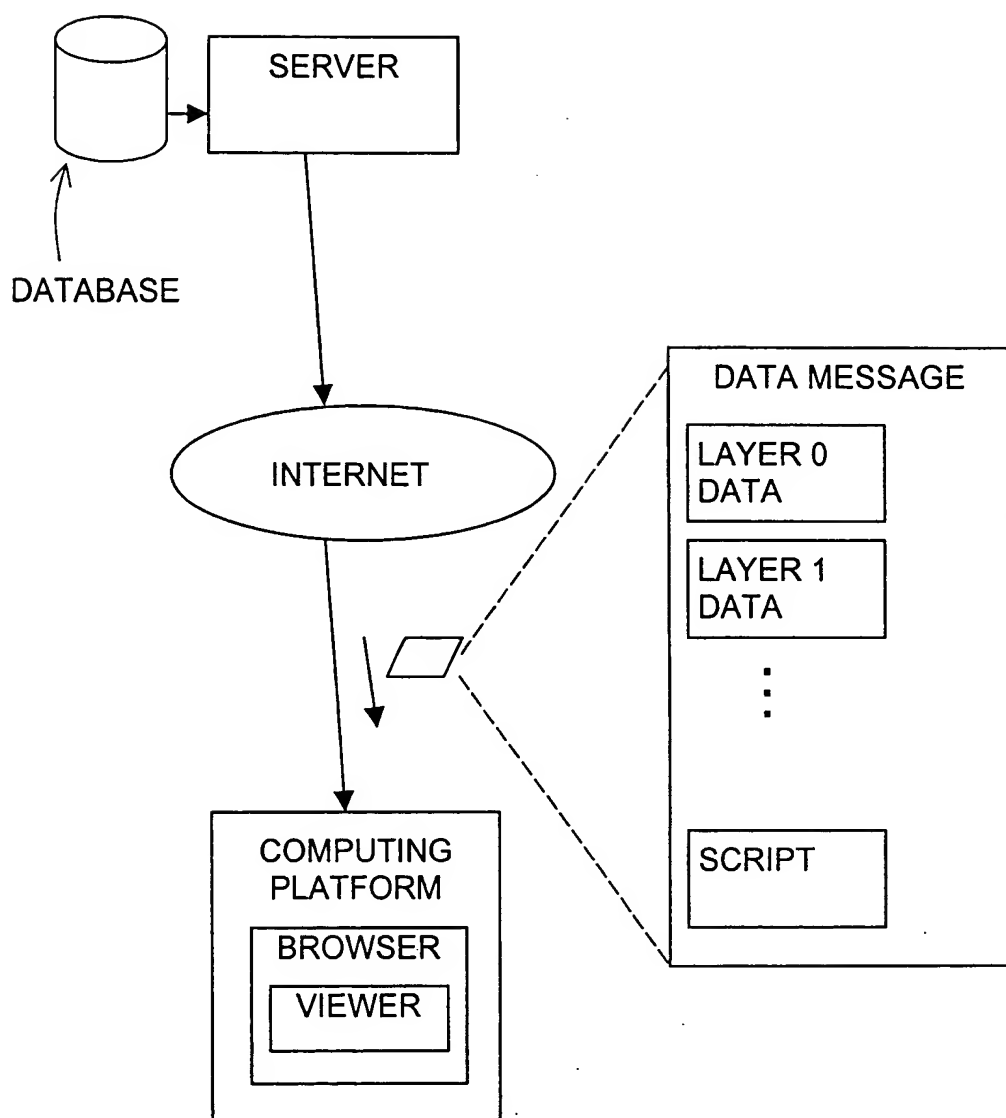 SERVER
DATABASE
INTERNET
DATA MESSAGE
LAYER 0
DATA
LAYER 1
DATA
SCRIPT
COMPUTING
PLATFORM
BROWSER
VIEWER